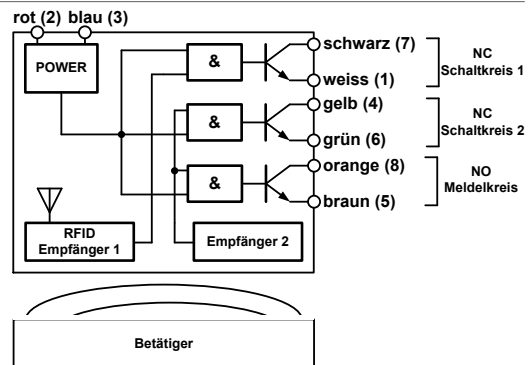 rot (2) blau (3)
POWER
&
schwarz (7)
weiss (1)
NC
Schaltkreis 1
&
gelb (4)
grün (6)
NC
Schaltkreis 2
&
orange (8)
braun (5)
NO
Meldelkreis
RFID
Empfänger 1
Empfänger 2
Betätiger